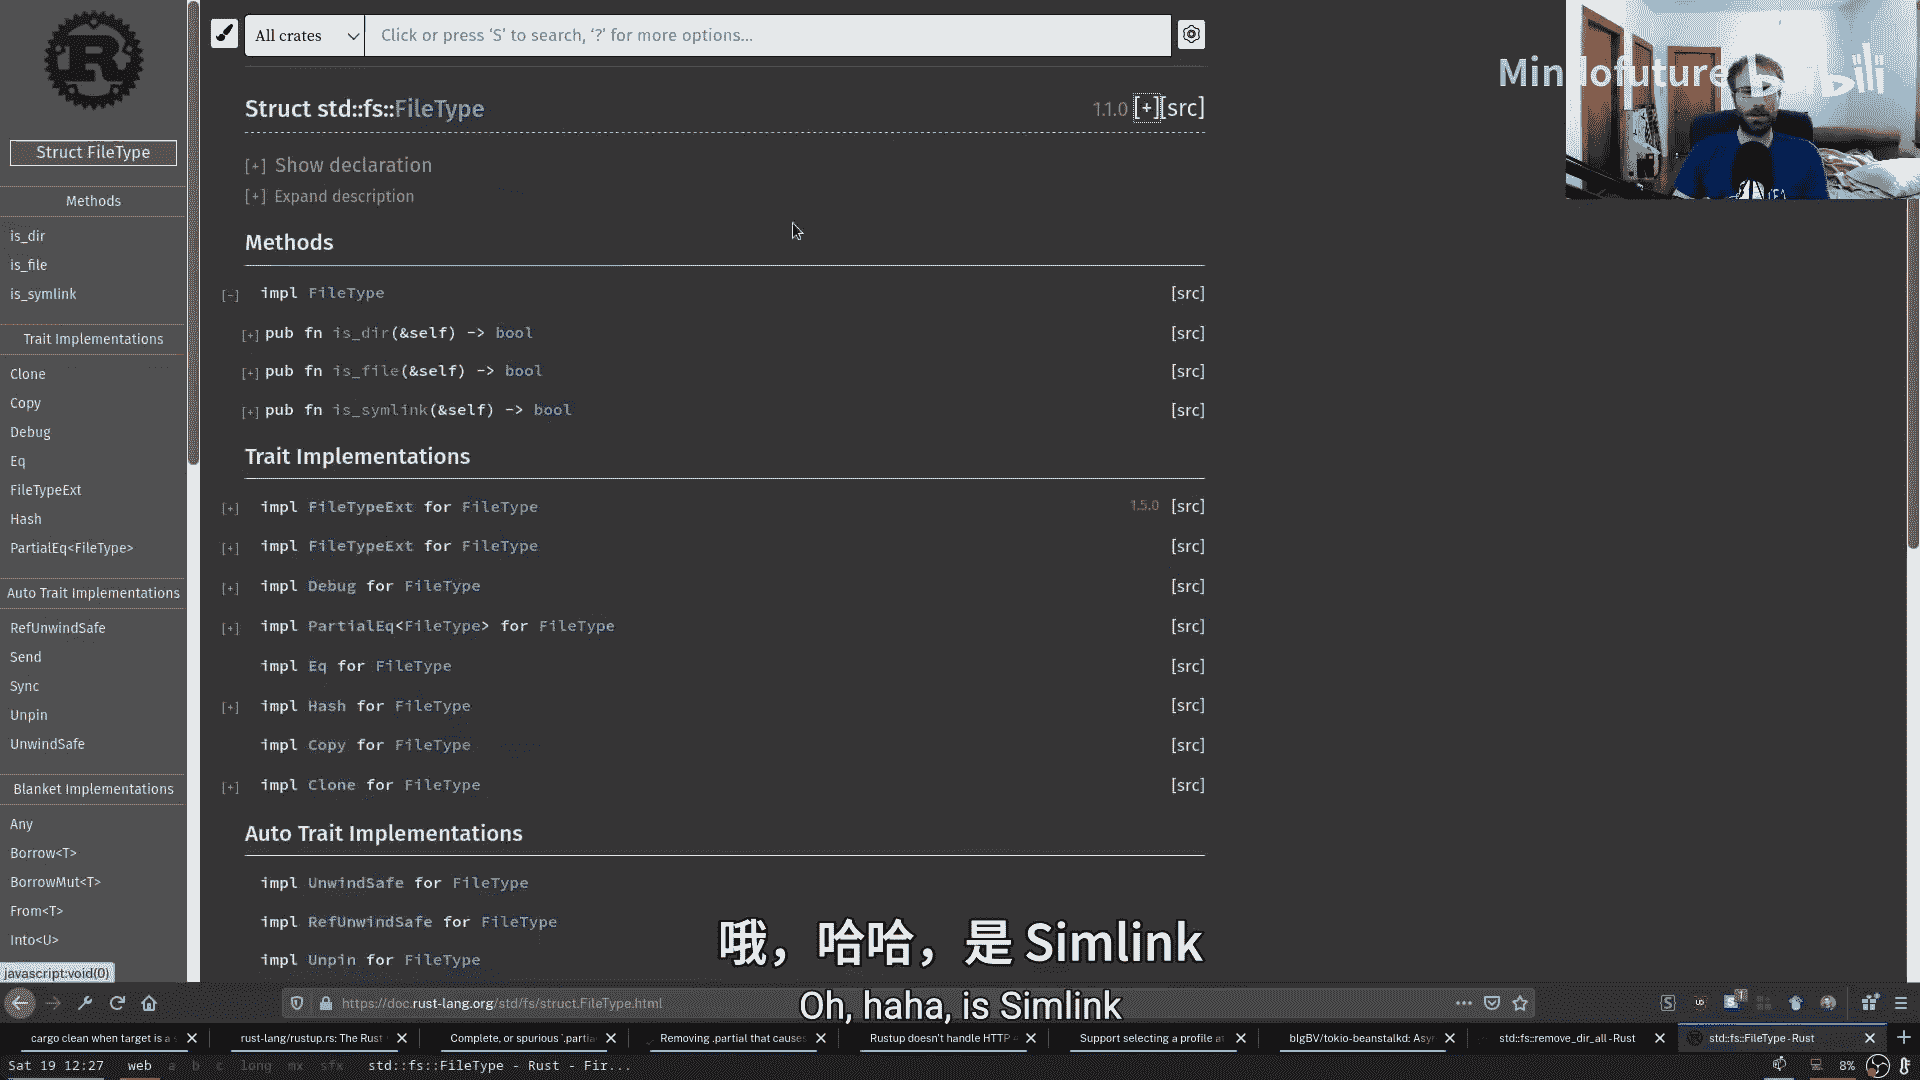 All crates
Click or press ‘S’ to search, ‘?’ for more options...
Struct std::fs::FileType
1.1.0 [+][src]
[+] Show declaration
[+] Expand description
Methods
[-] impl FileType [src]
[+] pub fn is_dir(&self) -> bool [src]
[+] pub fn is_file(&self) -> bool [src]
[+] pub fn is_symlink(&self) -> bool [src]
Trait Implementations
[+] impl FileTypeExt for FileType 1.5.0 [src]
[+] impl FileTypeExt for FileType [src]
[+] impl Debug for FileType [src]
[+] impl PartialEq<FileType> for FileType [src]
impl Eq for FileType [src]
[+] impl Hash for FileType [src]
impl Copy for FileType [src]
[+] impl Clone for FileType [src]
Auto Trait Implementations
impl UnwindSafe for FileType
impl RefUnwindSafe for FileType
impl Unpin for FileType
Struct FileType
Methods
is_dir
is_file
is_symlink
Trait Implementations
Clone
Copy
Debug
Eq
FileTypeExt
Hash
PartialEq<FileType>
Auto Trait Implementations
RefUnwindSafe
Send
Sync
Unpin
UnwindSafe
Blanket Implementations
Any
Borrow<T>
BorrowMut<T>
From<T>
Into<U>
javascript:void(0)
bilibili
哦，哈哈，是 Simlink
Oh, haha, is Simlink
https://doc.rust-lang.org/std/fs/struct.FileType.html
cargo clean when target is a
rust-lang/rustup.rs: The Rust
Complete, or spurious `.partia
Removing .partial that causes
Rustup doesn't handle HTTP
Support selecting a profile at
blgBV/tokio-beanstalkd: Asy
std::fs::remove_dir_all - Rust
std::fs::FileType - Rust
Sat 19 12:27 web a b c long mx sfx std::fs::FileType - Rust - Fir... 8%